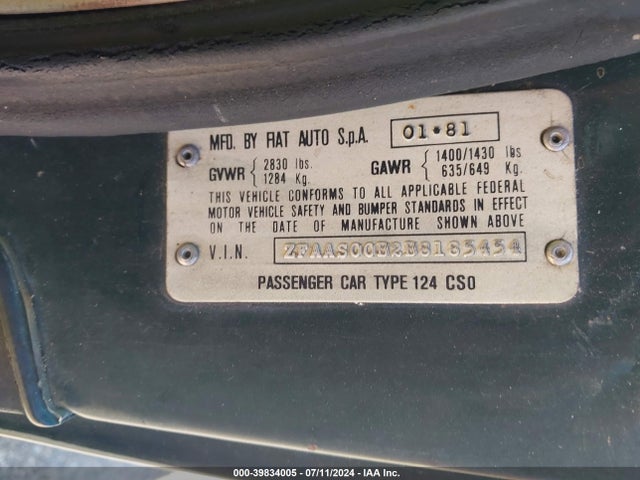 MFD. BY FIAT AUTO S.p.A. 01•81
GVWR { 2830 lbs. 1284 Kg.
GAWR { 1400/1430 lbs 635/649 Kg.
THIS VEHICLE CONFORMS TO ALL APPLICABLE FEDERAL
MOTOR VEHICLE SAFETY AND BUMPER STANDARDS IN EFFECT
ON THE DATE OF MANUFACTURE SHOWN ABOVE
V.I.N.
PASSENGER CAR TYPE 124 CS0
000-39834005 - 07/11/2024 - IAA Inc.